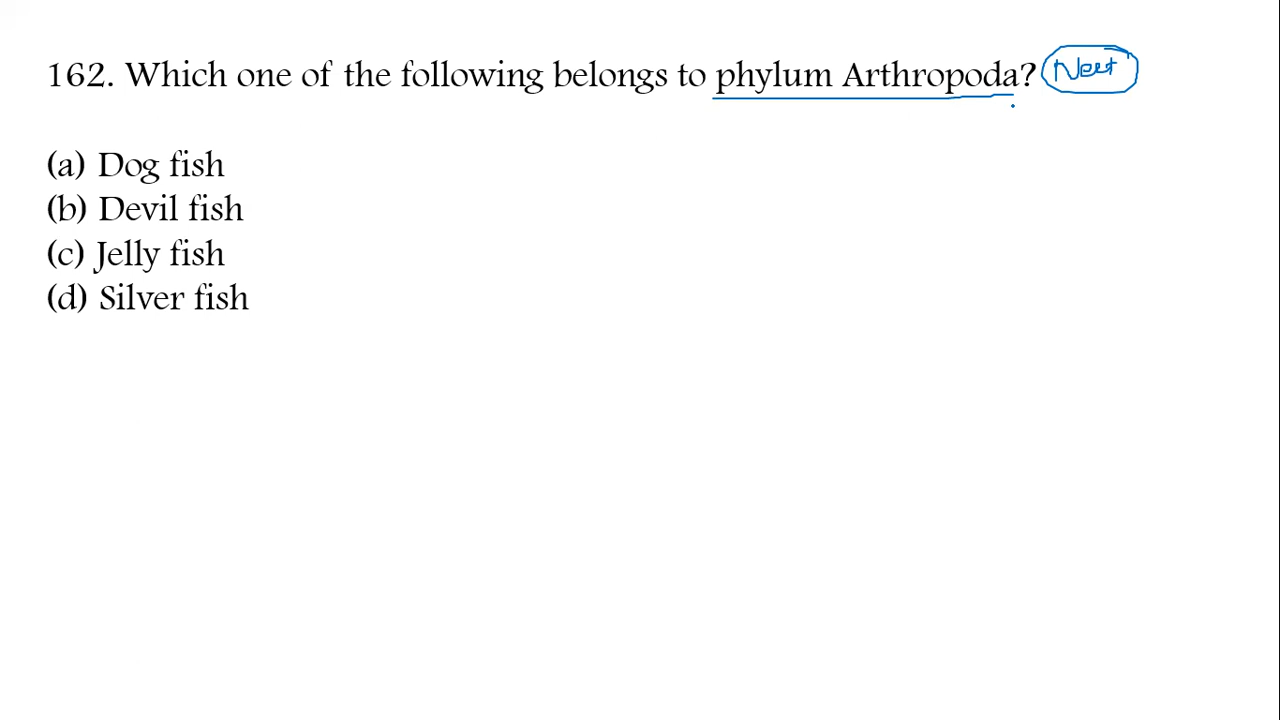 162. Which one of the following belongs to phylum Arthropoda? Neet
(a) Dog fish
(b) Devil fish
(c) Jelly fish
(d) Silver fish